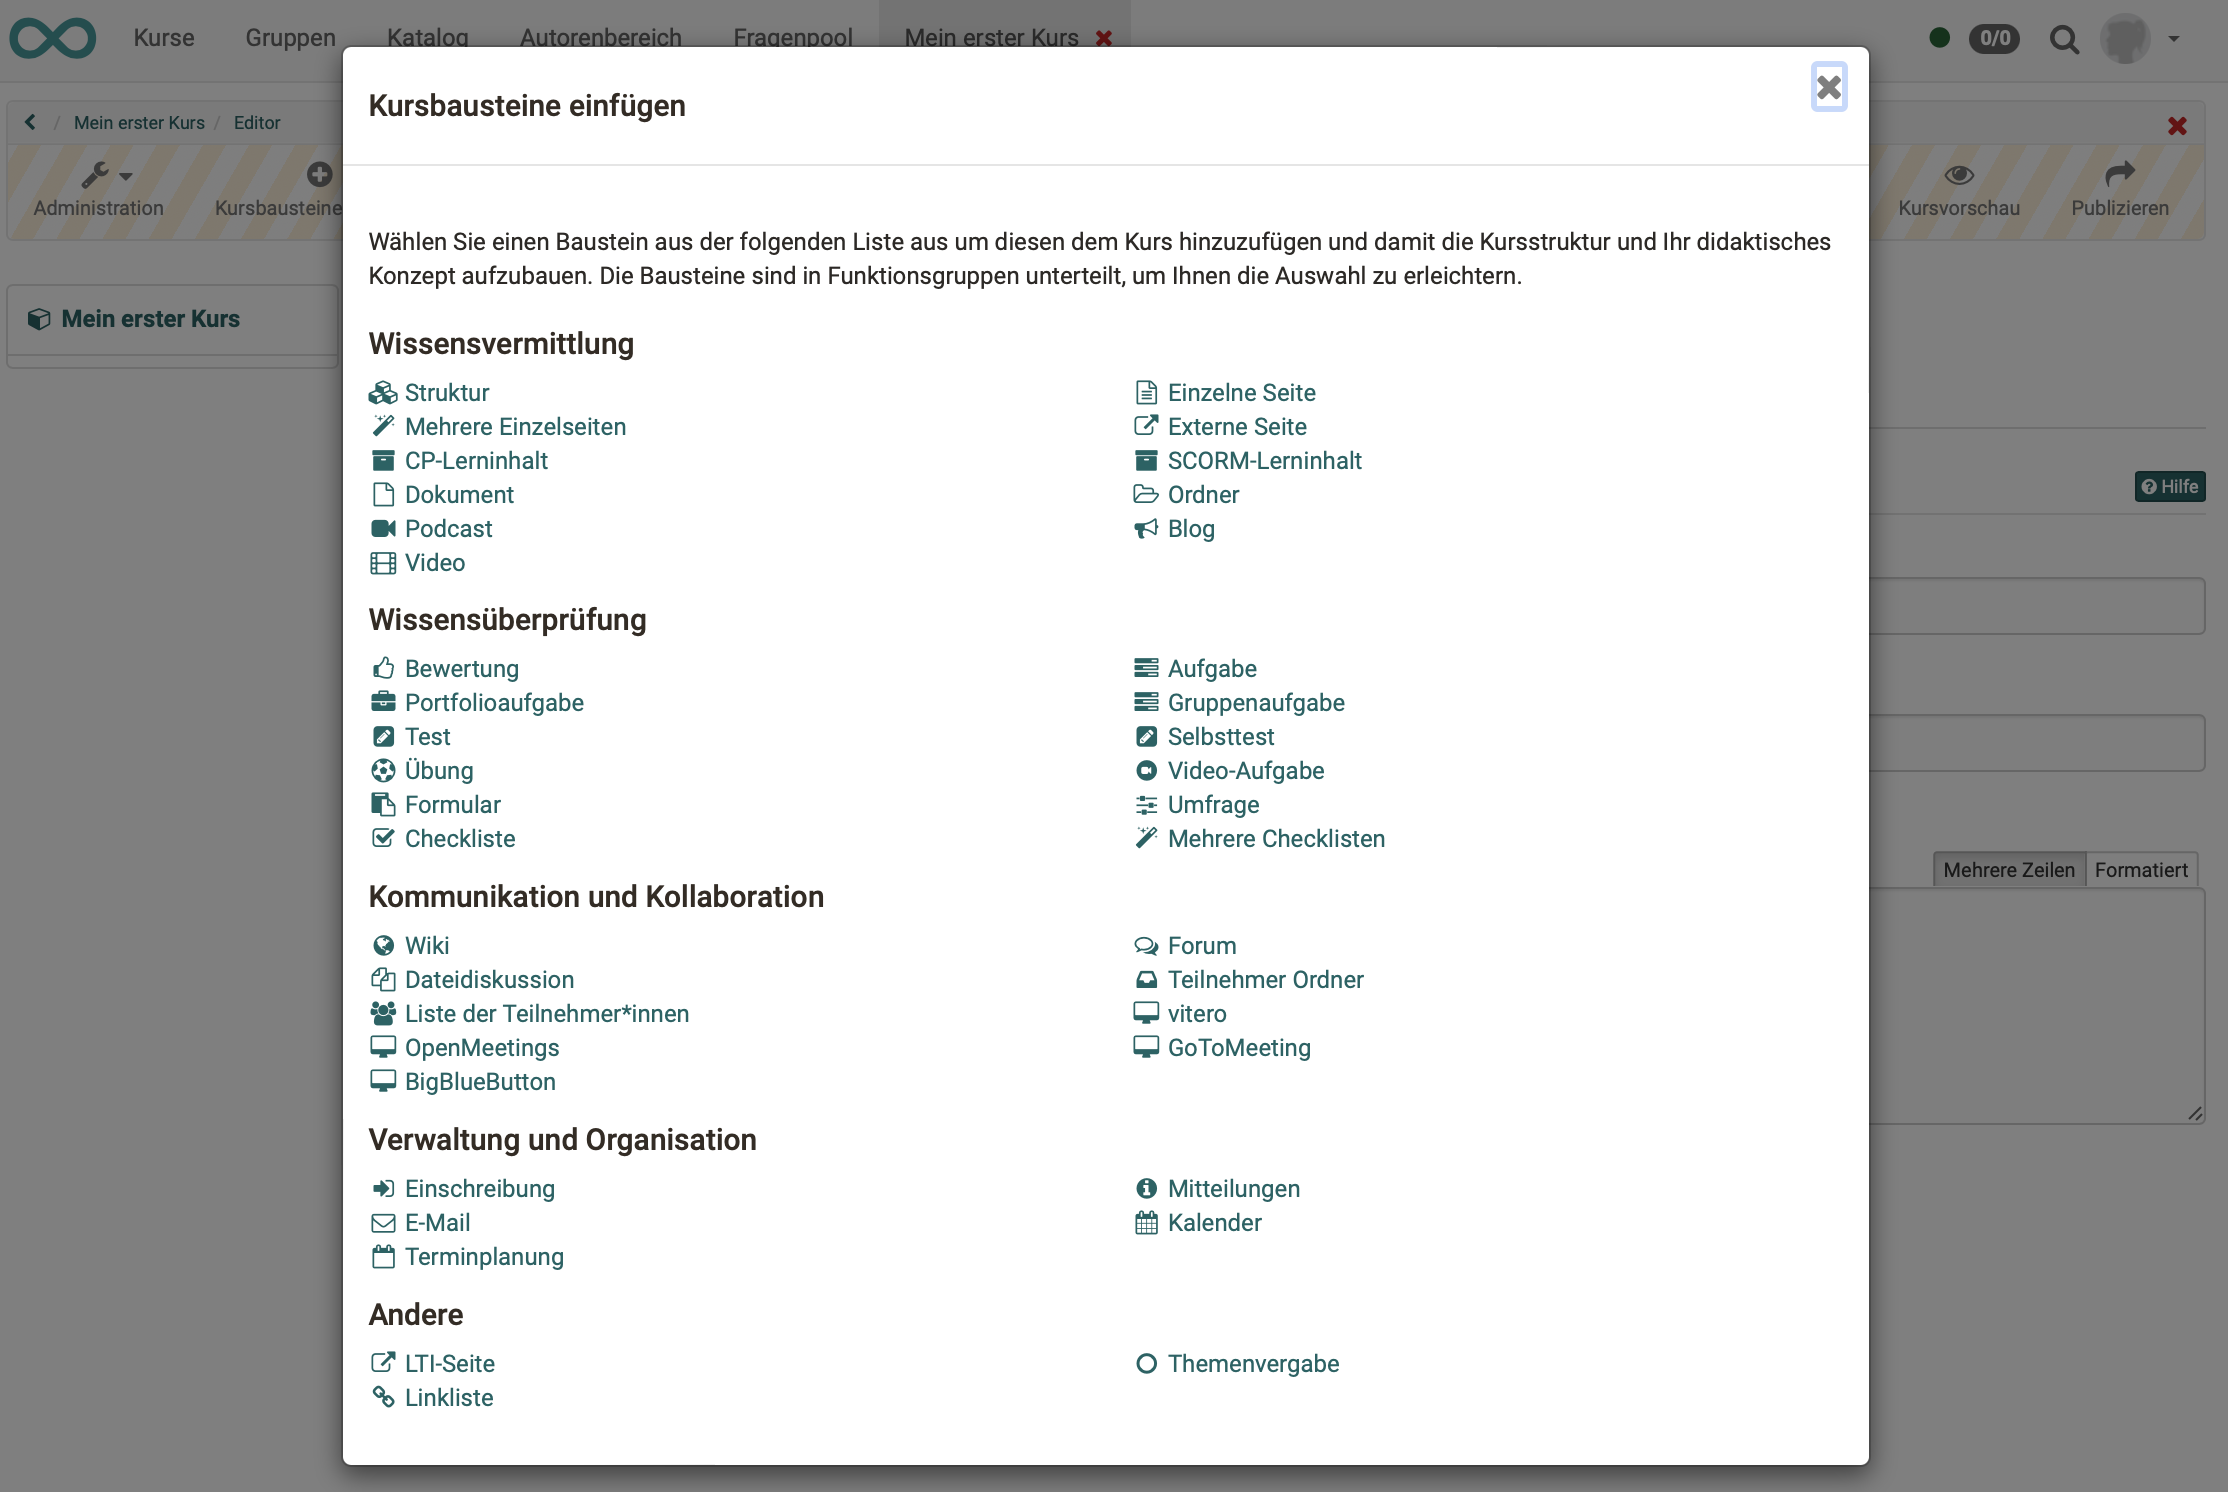 Kurse
Gruppen
Katalog
Autorenbereich
Fragenpool
Mein erster Kurs
0/0
Mein erster Kurs / Editor
Administration
Kursbausteine
Kursvorschau
Publizieren
Mein erster Kurs
Hilfe
Mehrere Zeilen
Formatiert
Kursbausteine einfügen
Wählen Sie einen Baustein aus der folgenden Liste aus um diesen dem Kurs hinzuzufügen und damit die Kursstruktur und Ihr didaktisches
Konzept aufzubauen. Die Bausteine sind in Funktionsgruppen unterteilt, um Ihnen die Auswahl zu erleichtern.
Wissensvermittlung
Struktur
Einzelne Seite
Mehrere Einzelseiten
Externe Seite
CP-Lerninhalt
SCORM-Lerninhalt
Dokument
Ordner
Podcast
Blog
Video
Wissensüberprüfung
Bewertung
Aufgabe
Portfolioaufgabe
Gruppenaufgabe
Test
Selbsttest
Übung
Video-Aufgabe
Formular
Umfrage
Checkliste
Mehrere Checklisten
Kommunikation und Kollaboration
Wiki
Forum
Dateidiskussion
Teilnehmer Ordner
Liste der Teilnehmer*innen
vitero
OpenMeetings
GoToMeeting
BigBlueButton
Verwaltung und Organisation
Einschreibung
Mitteilungen
E-Mail
Kalender
Terminplanung
Andere
LTI-Seite
Themenvergabe
Linkliste